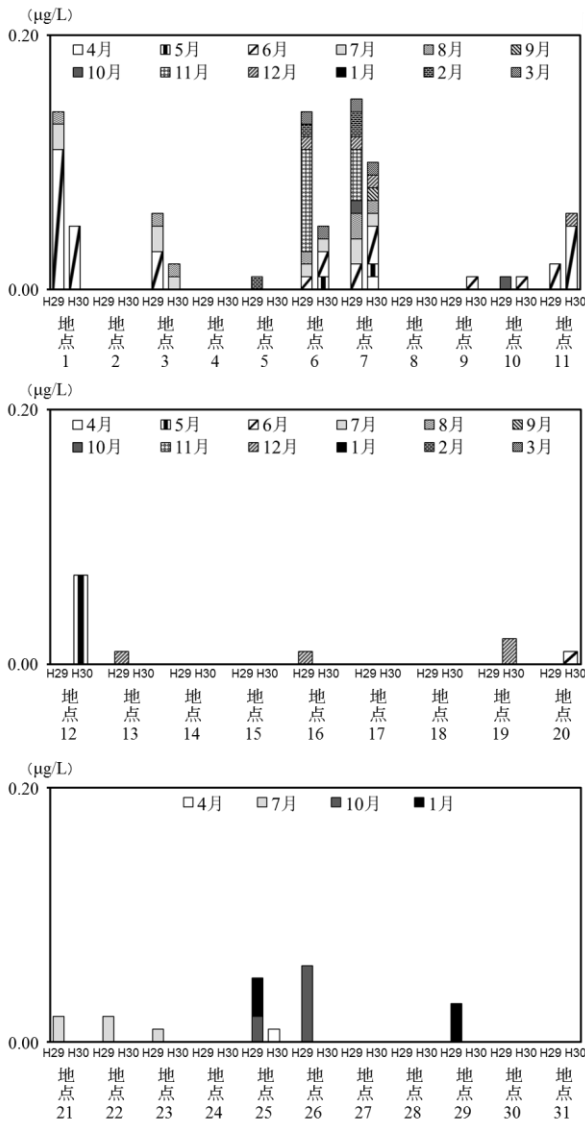 (μg/L)
0.20
4月 5月 6月 7月 8月 9月
10月 11月 12月 1月 2月 3月
0.00
H29 H30 H29 H30 H29 H30 H29 H30 H29 H30 H29 H30 H29 H30 H29 H30 H29 H30 H29 H30 H29 H30
地点1 地点2 地点3 地点4 地点5 地点6 地点7 地点8 地点9 地点10 地点11
(μg/L)
0.20
4月 5月 6月 7月 8月 9月
10月 11月 12月 1月 2月 3月
0.00
H29 H30 H29 H30 H29 H30 H29 H30 H29 H30 H29 H30 H29 H30 H29 H30 H29 H30
地点12 地点13 地点14 地点15 地点16 地点17 地点18 地点19 地点20
(μg/L)
0.20
4月 7月 10月 1月
0.00
H29 H30 H29 H30 H29 H30 H29 H30 H29 H30 H29 H30 H29 H30 H29 H30 H29 H30 H29 H30 H29 H30
地点21 地点22 地点23 地点24 地点25 地点26 地点27 地点28 地点29 地点30 地点31